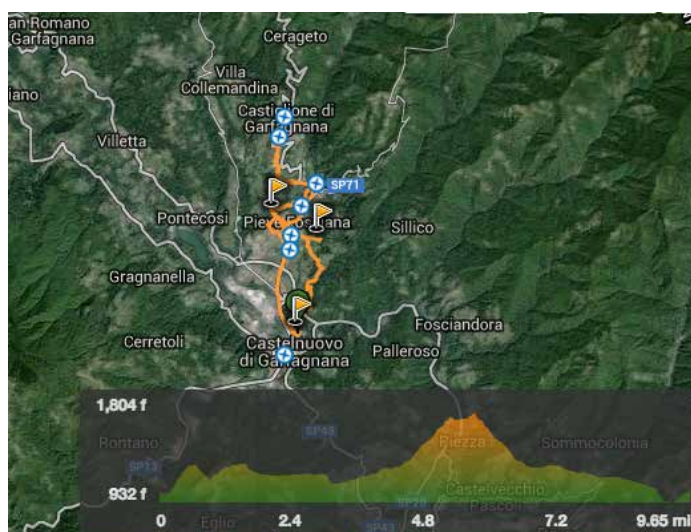 an Romano
Garfagnana
Cerageto
Villa
Collemandina
iano
Castiglione di
Garfagnana
Villetta
SP71
Pontecosi
Pieve Fosciana
Sillico
Gragnanella
Fosciandora
Cerretoli
Castelnuovo
di Garfagnana
Palleroso
1,804 f
SP48
Rontano
Piezza
Sommocolonia
SP13
932 f
Castelvecchio
Pascoli
SP20
Eglio
SP43
0
2.4
4.8
7.2
9.65 mi